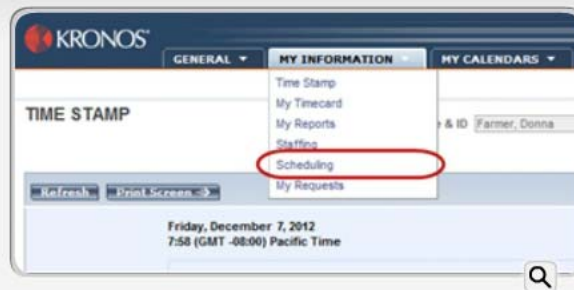 KRONOS
GENERAL MY INFORMATION MY CALENDARS
Time Stamp
My Timecard
TIME STAMP
My Reports
& ID Farmer, Donna
Staffing
Scheduling
My Requests
Refresh Print Screen
Friday, December 7, 2012
7:58 (GMT -08:00) Pacific Time